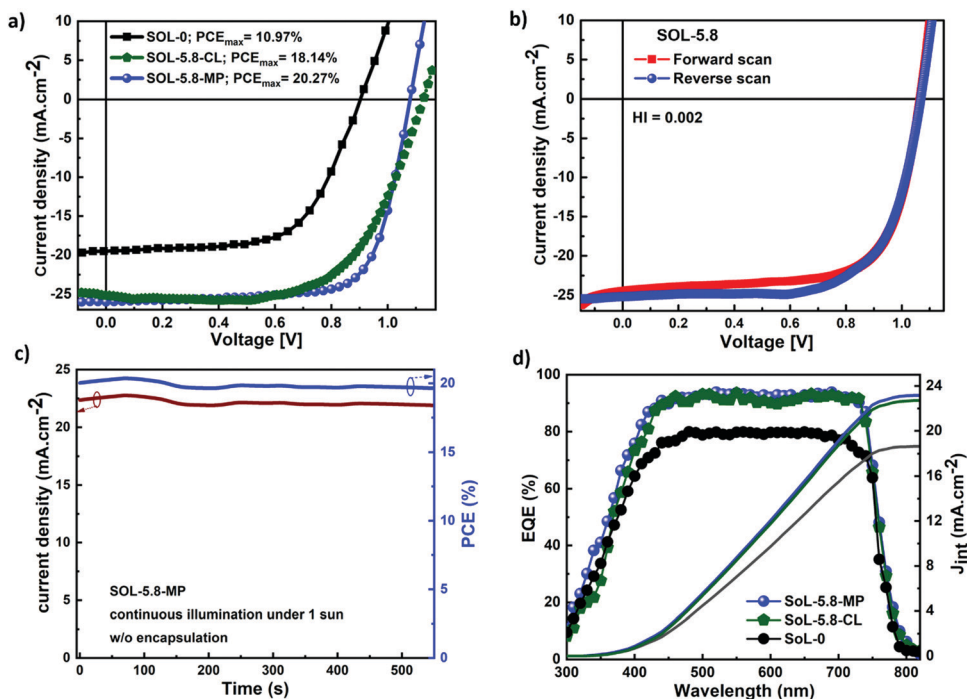 a)
SOL-0; PCEmax= 10.97%
SOL-5.8-CL; PCEmax= 18.14%
SOL-5.8-MP; PCEmax= 20.27%
10
5
0
-5
-10
-15
-20
-25
0.0 0.2 0.4 0.6 0.8 1.0
Voltage [V]
current density (mA.cm-2)
b)
SOL-5.8
Forward scan
Reverse scan
HI = 0.002
10
5
0
-5
-10
-15
-20
-25
0.0 0.2 0.4 0.6 0.8 1.0
Voltage [V]
current density (mA.cm-2)
c)
25
20
15
10
5
0
current density (mA.cm-2)
SOL-5.8-MP
continuous illumination under 1 sun
w/o encapsulation
0 100 200 300 400 500
Time (s)
20
15
10
5
0
PCE (%)
d)
100
80
60
40
20
0
EQE (%)
SoL-5.8-MP
SoL-5.8-CL
SoL-0
300 400 500 600 700 800
Wavelength (nm)
24
20
16
12
8
4
0
Jint (mA.cm-2)